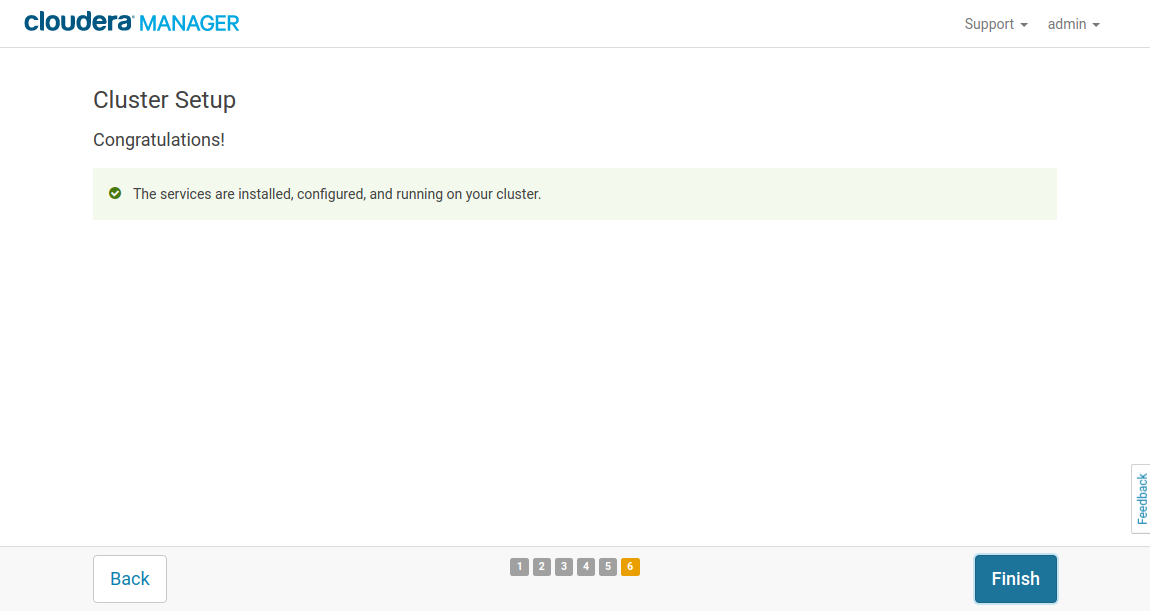 cloudera MANAGER
Support admin
Cluster Setup
Congratulations!
The services are installed, configured, and running on your cluster.
Feedback
Back 1 2 3 4 5 6 Finish